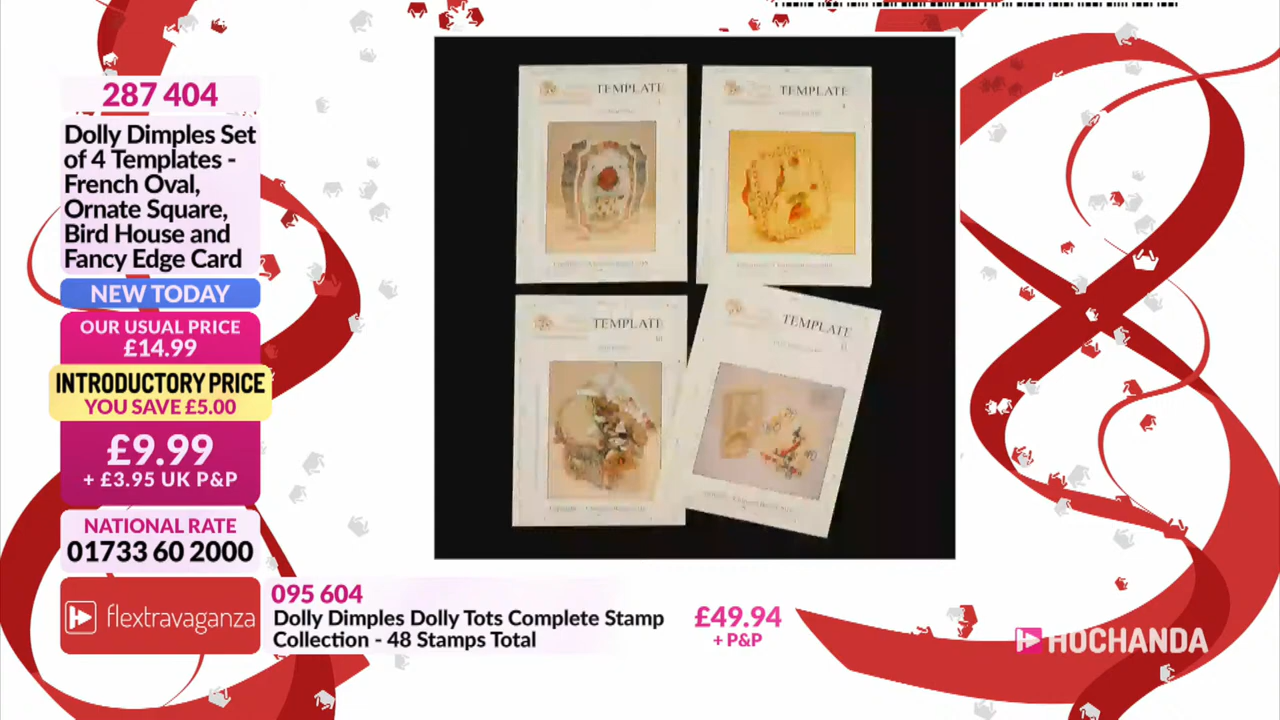 287 404
Dolly Dimples Set
of 4 Templates -
French Oval,
Ornate Square,
Bird House and
Fancy Edge Card
NEW TODAY
OUR USUAL PRICE
£14.99
INTRODUCTORY PRICE
YOU SAVE £5.00
£9.99
+ £3.95 UK P&P
NATIONAL RATE
01733 60 2000
flextravaganza
TEMPLATE
TEMPLATE
TEMPLATE
TEMPLATE
095 604
Dolly Dimples Dolly Tots Complete Stamp
Collection - 48 Stamps Total
£49.94
+ P&P
HOCHANDA